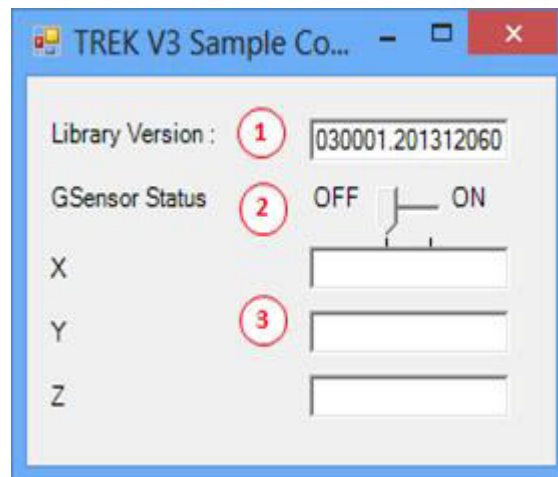 TREK V3 Sample Co...
Library Version : 1 030001.201312060
GSensor Status 2 OFF ON
X
Y 3
Z